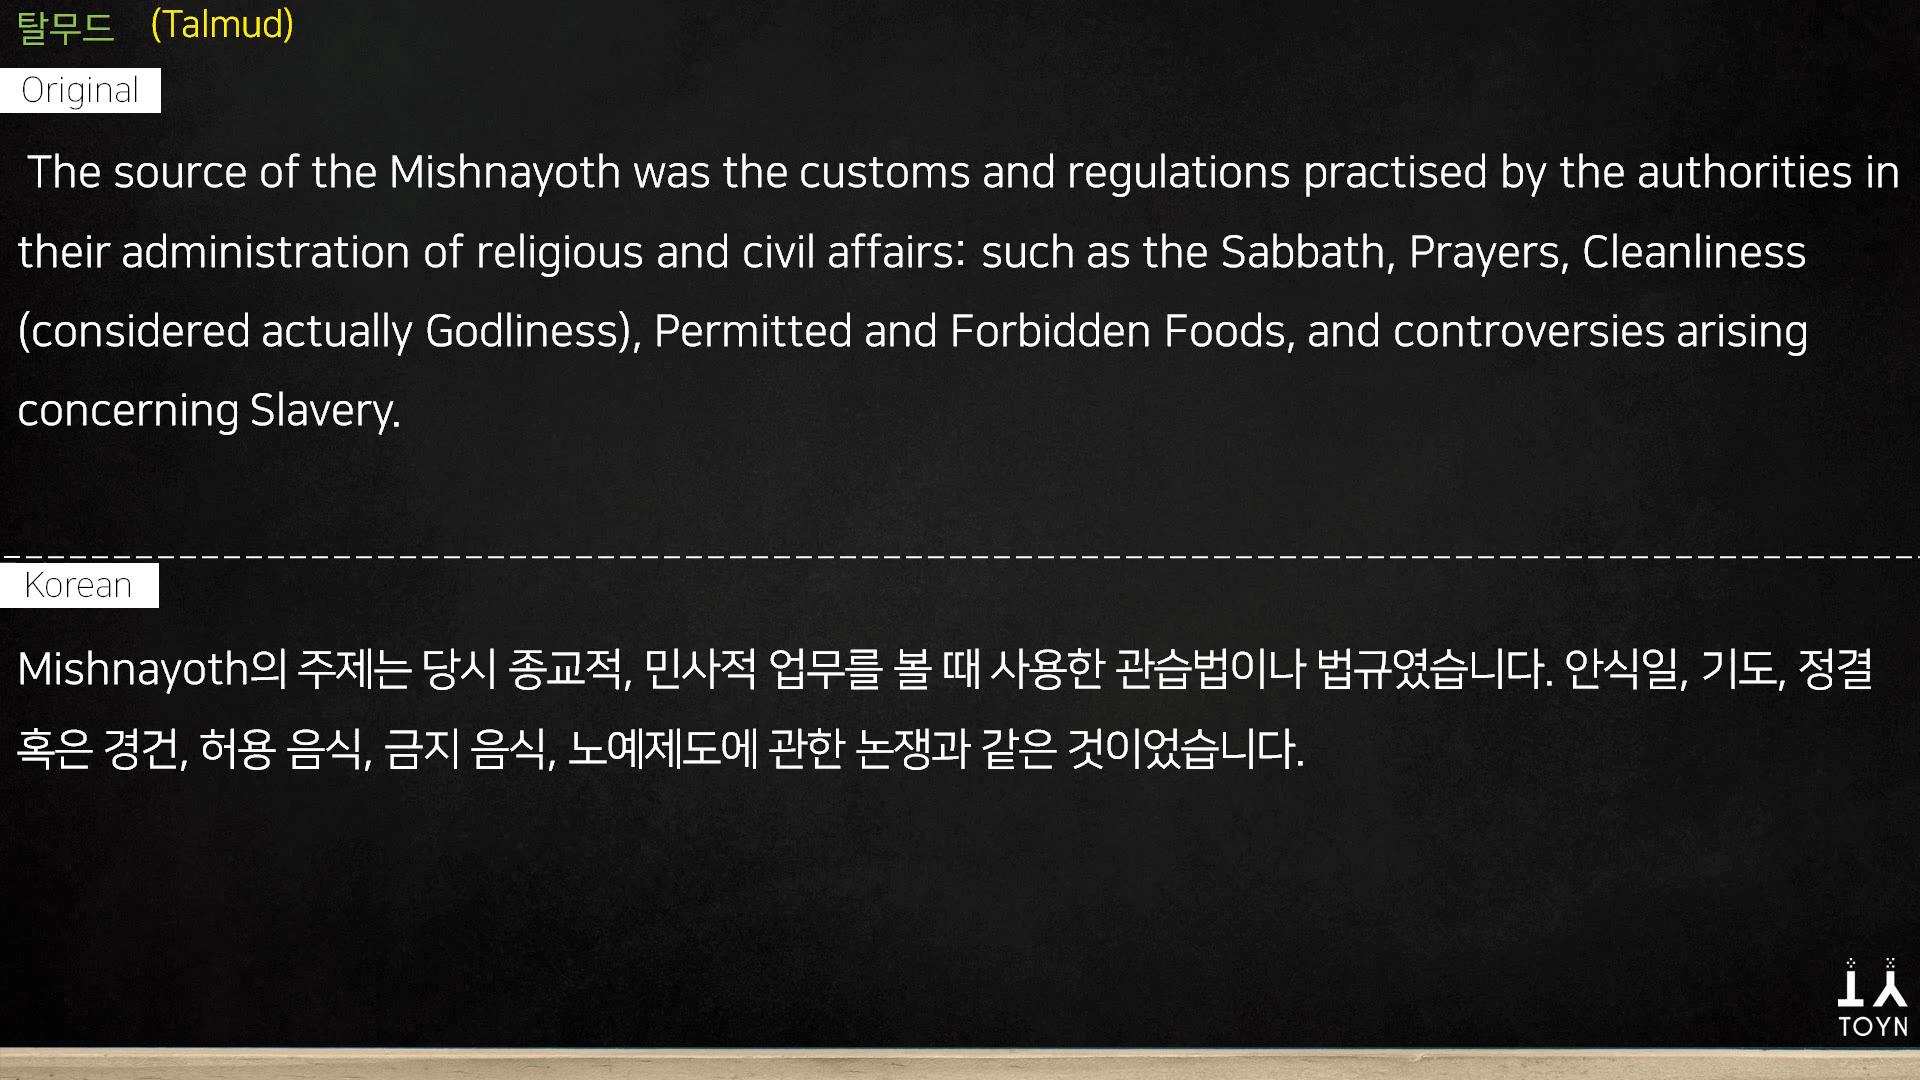 탈무드 (Talmud)
Original
The source of the Mishnayoth was the customs and regulations practised by the authorities in
their administration of religious and civil affairs: such as the Sabbath, Prayers, Cleanliness
(considered actually Godliness), Permitted and Forbidden Foods, and controversies arising
concerning Slavery.
Korean
Mishnayoth의 주제는 당시 종교적, 민사적 업무를 볼 때 사용한 관습법이나 법규였습니다. 안식일, 기도, 정결
혹은 경건, 허용 음식, 금지 음식, 노예제도에 관한 논쟁과 같은 것이었습니다.
TOYN